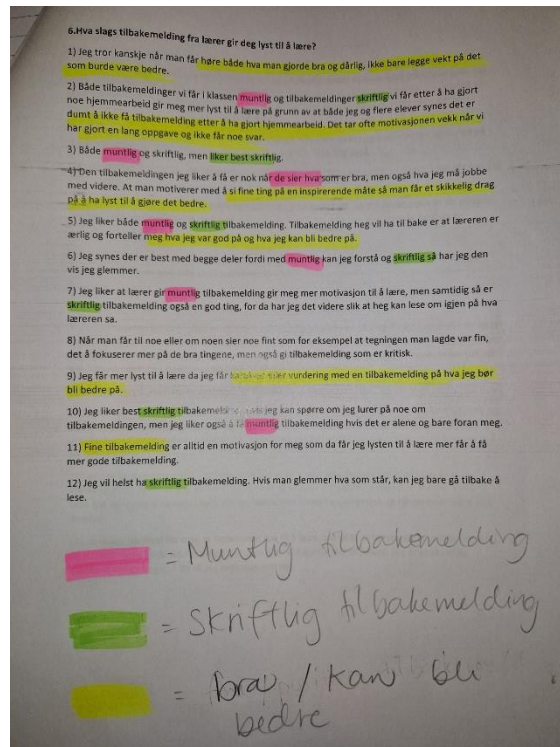 6.Hva slags tilbakemelding fra lærer gir deg lyst til å lære?
1) Jeg tror kanskje når man får høre både hva man gjorde bra og dårlig, ikke bare legge vekt på det
som burde være bedre.
2) Både tilbakemeldinger vi får i klassen muntlig og tilbakemeldinger skriftlig vi får etter å ha gjort
noe hjemmearbeid gir meg mer lyst til å lære på grunn av at både jeg og flere elever synes det er
dumt å ikke få tilbakemelding etter å ha gjort hjemmearbeid. Det tar ofte motivasjonen vekk når vi
har gjort en lang oppgave og ikke får noe svar.
3) Både muntlig og skriftlig, men liker best skriftlig.
4) Den tilbakemeldingen jeg liker å få er nok når de sier hva som er bra, men også hva jeg må jobbe
med videre. At man motiverer med å si fine ting på en inspirerende måte så man får et skikkelig drag
på å ha lyst til å gjøre det bedre.
5) Jeg liker både muntlig og skriftlig tilbakemelding. Tilbakemelding heg vil ha til bake er at læreren er
ærlig og forteller meg hva jeg var god på og hva jeg kan bli bedre på.
6) Jeg synes der er best med begge deler fordi med muntlig kan jeg forstå og skriftlig så har jeg den
vis jeg glemmer.
7) Jeg liker at lærer gir muntlig tilbakemelding gir meg mer motivasjon til å lære, men samtidig så er
skriftlig tilbakemelding også en god ting, for da har jeg det videre slik at heg kan lese om igjen på hva
læreren sa.
8) Når man får til noe eller om noen sier noe fint som for eksempel at tegningen man lagde var fin,
det å fokuserer mer på de bra tingene, men også gi tilbakemelding som er kritisk.
9) Jeg får mer lyst til å lære da jeg får vurdering med en tilbakemelding på hva jeg bør
bli bedre på.
10) Jeg liker best skriftlig jeg kan spørre om jeg lurer på noe om
tilbakemeldingen, men jeg liker også å muntlig tilbakemelding hvis det er alene og bare foran meg.
11) Fine tilbakemelding er alltid en motivasjon for meg som da får jeg lysten til å lære mer får å få
mer gode tilbakemelding.
12) Jeg vil helst ha skriftlig tilbakemelding. Hvis man glemmer hva som står, kan jeg bare gå tilbake å
lese.
= Muntlig tilbakemelding
= Skriftlig tilbakemelding
= bra / kan bli
bedre